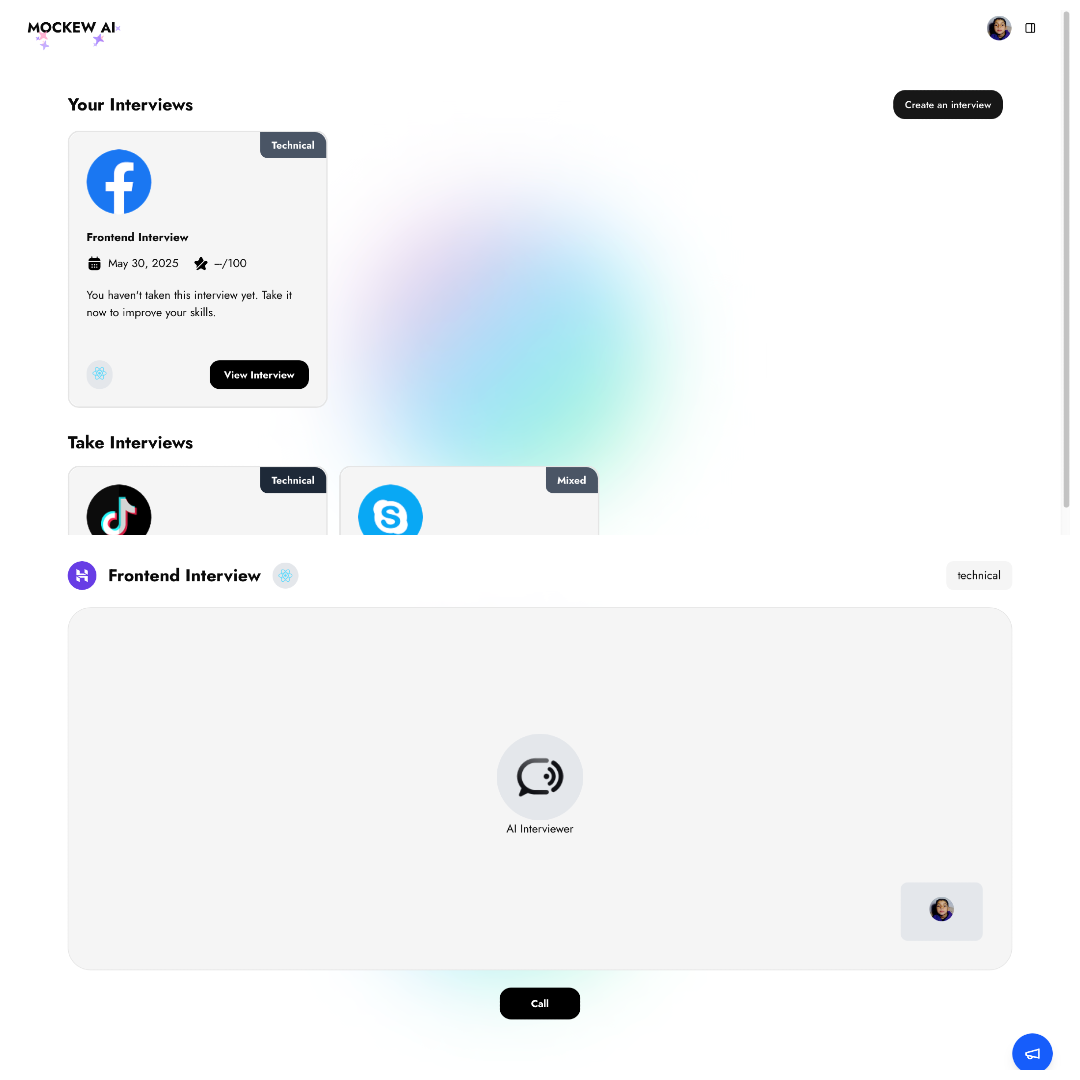 MOCKEW AI
Your Interviews
Create an interview
Technical
Frontend Interview
May 30, 2025 ---/100
You haven't taken this interview yet. Take it
now to improve your skills.
View Interview
Take Interviews
Technical
Mixed
Frontend Interview
technical
AI Interviewer
Call